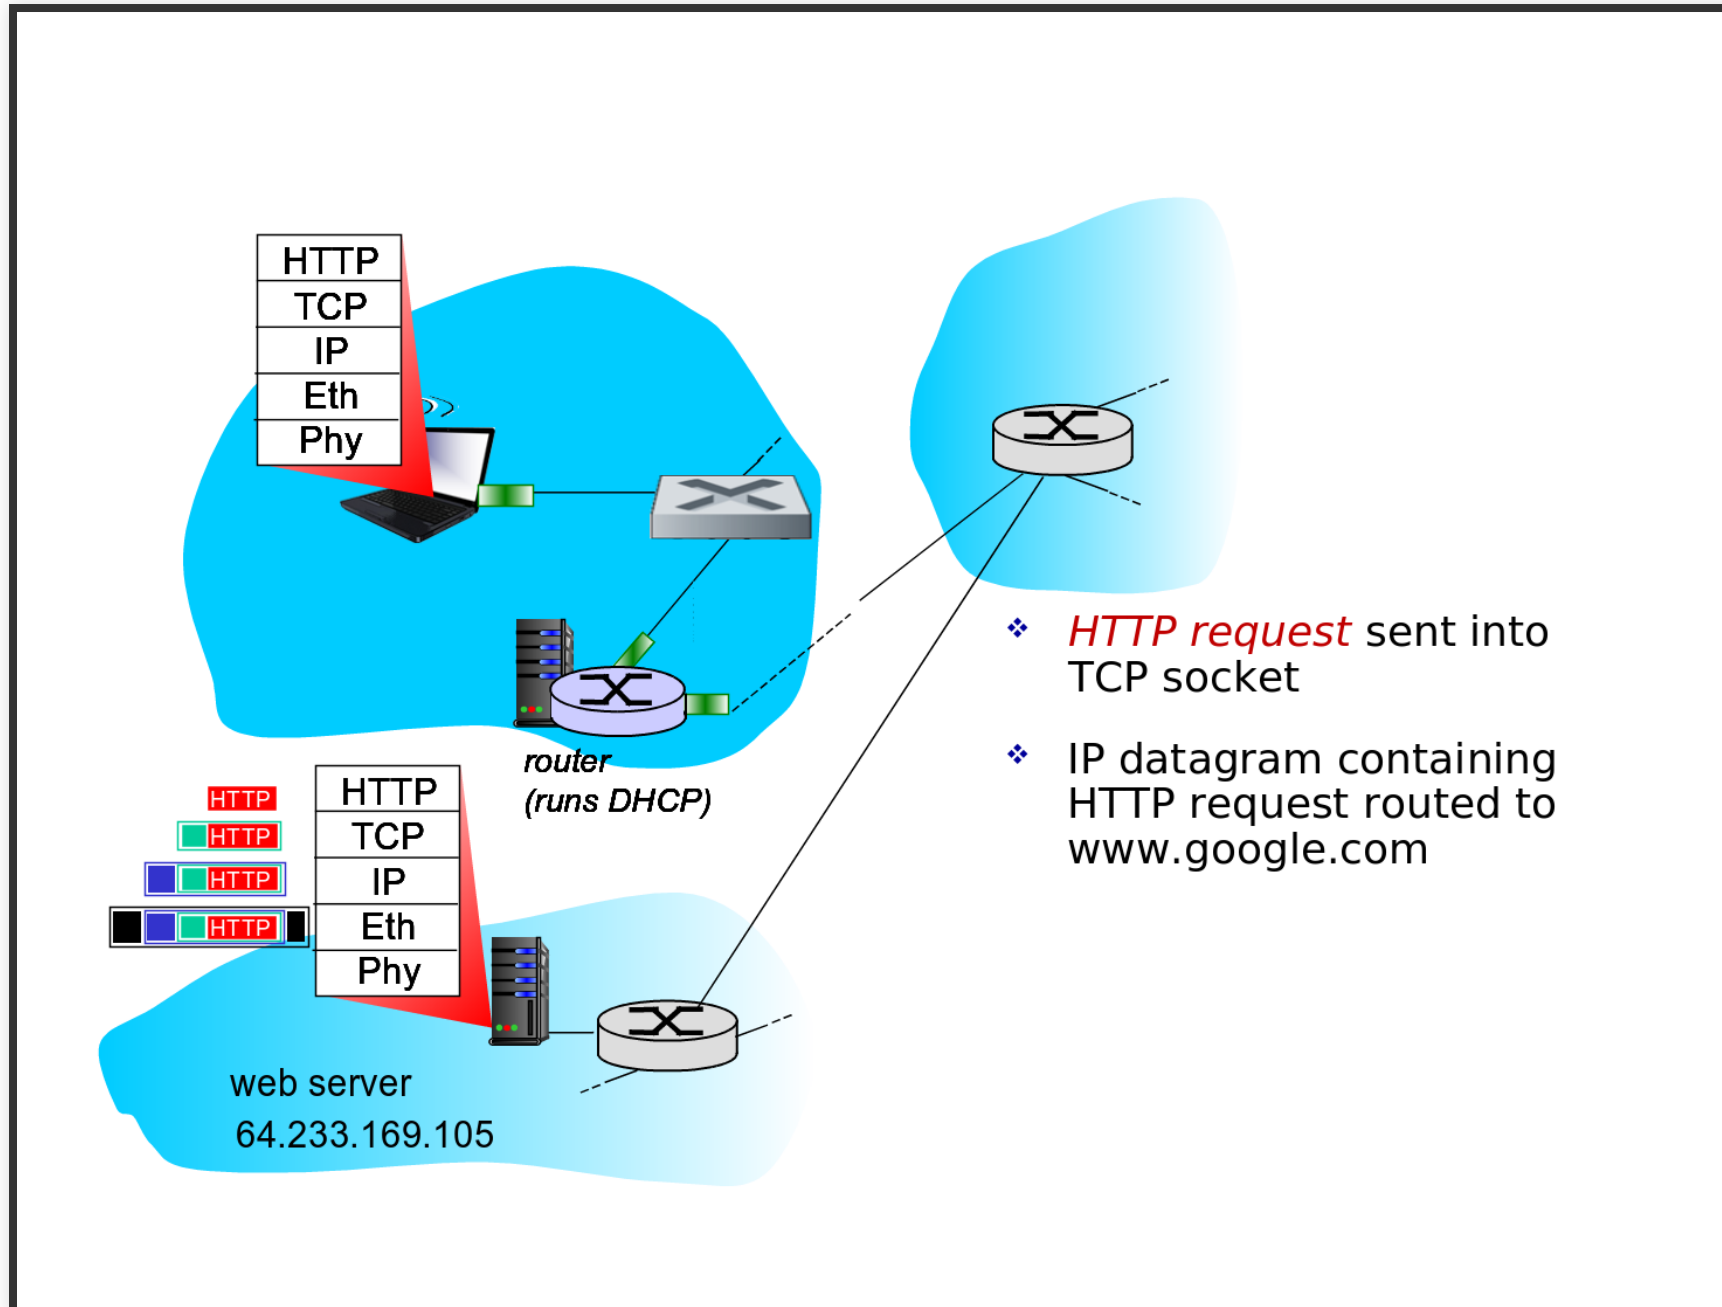 HTTP
TCP
IP
Eth
Phy
router
(runs DHCP)
HTTP
HTTP
HTTP
HTTP
HTTP
TCP
IP
Eth
Phy
web server
64.233.169.105
HTTP request sent into
TCP socket
IP datagram containing
HTTP request routed to
www.google.com